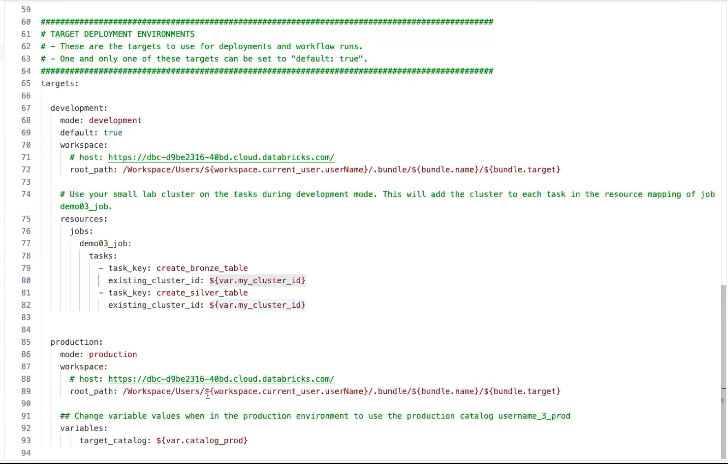 59
60 ##############################################################################################
61 # TARGET DEPLOYMENT ENVIRONMENTS
62 # - These are the targets to use for deployments and workflow runs.
63 # - One and only one of these targets can be set to "default: true".
64 ##############################################################################################
65 targets:
66
67   development:
68     mode: development
69     default: true
70     workspace:
71       # host: https://dbc-d9be2316-40bd.cloud.databricks.com/
72       root_path: /Workspace/Users/${workspace.current_user.userName}/.bundle/${bundle.name}/${bundle.target}
73
74     # Use your small lab cluster on the tasks during development mode. This will add the cluster to each task in the resource mapping of job
demo03_job.
75     resources:
76       jobs:
77         demo03_job:
78           tasks:
79             - task_key: create_bronze_table
80               existing_cluster_id: ${var.my_cluster_id}
81             - task_key: create_silver_table
82               existing_cluster_id: ${var.my_cluster_id}
83
84
85   production:
86     mode: production
87     workspace:
88       # host: https://dbc-d9be2316-40bd.cloud.databricks.com/
89       root_path: /Workspace/Users/${workspace.current_user.userName}/.bundle/${bundle.name}/${bundle.target}
90
91     ## Change variable values when in the production environment to use the production catalog username_3_prod
92     variables:
93         target_catalog: ${var.catalog_prod}
94